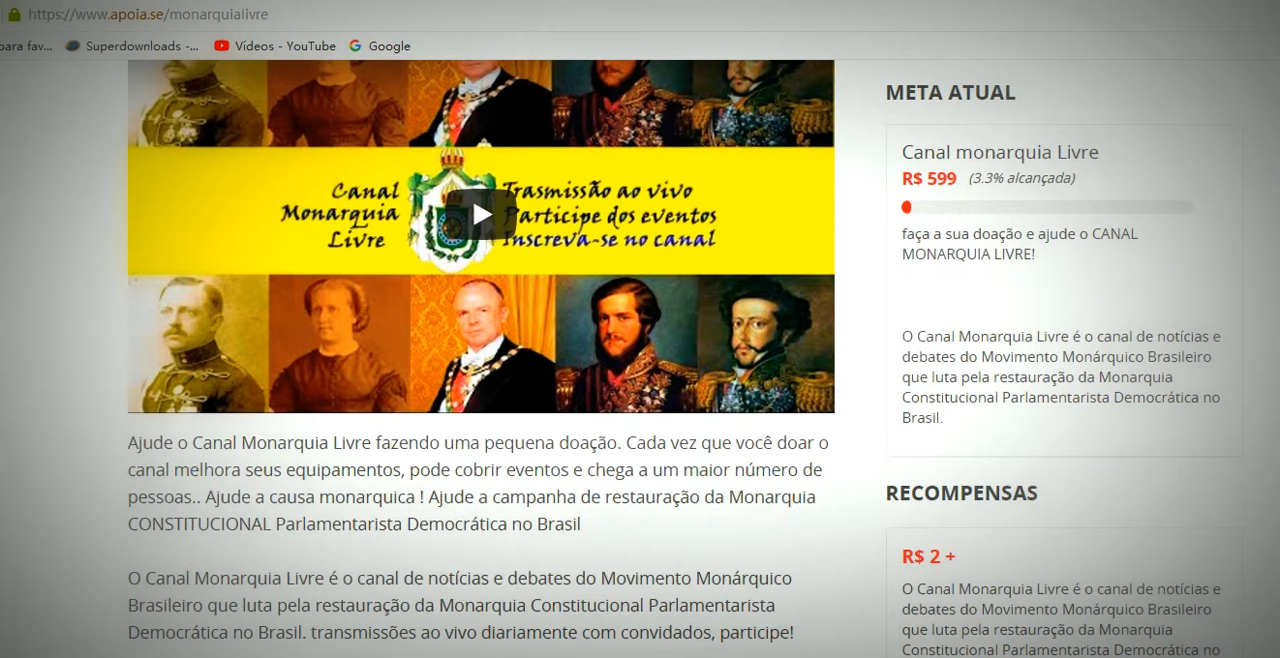 https://www.apoia.se/monarquialivre
para fav...
Superdownloads -...
Vídeos - YouTube
Google
Canal
Monarquia
Livre
Trasmissão ao vivo
Participe dos eventos
Inscreva-se no canal
Ajude o Canal Monarquia Livre fazendo uma pequena doação. Cada vez que você doar o
canal melhora seus equipamentos, pode cobrir eventos e chega a um maior número de
pessoas.. Ajude a causa monarquica ! Ajude a campanha de restauração da Monarquia
CONSTITUCIONAL Parlamentarista Democrática no Brasil
O Canal Monarquia Livre é o canal de notícias e debates do Movimento Monárquico
Brasileiro que luta pela restauração da Monarquia Constitucional Parlamentarista
Democrática no Brasil. transmissões ao vivo diariamente com convidados, participe!
META ATUAL
Canal monarquia Livre
R$ 599 (3.3% alcançada)
faça a sua doação e ajude o CANAL
MONARQUIA LIVRE!
O Canal Monarquia Livre é o canal de notícias e
debates do Movimento Monárquico Brasileiro
que luta pela restauração da Monarquia
Constitucional Parlamentarista Democrática no
Brasil.
RECOMPENSAS
R$ 2 +
O Canal Monarquia Livre é o canal de notícias e
debates do Movimento Monárquico Brasileiro
que luta pela restauração da Monarquia
Constitucional Parlamentarista Democrática no